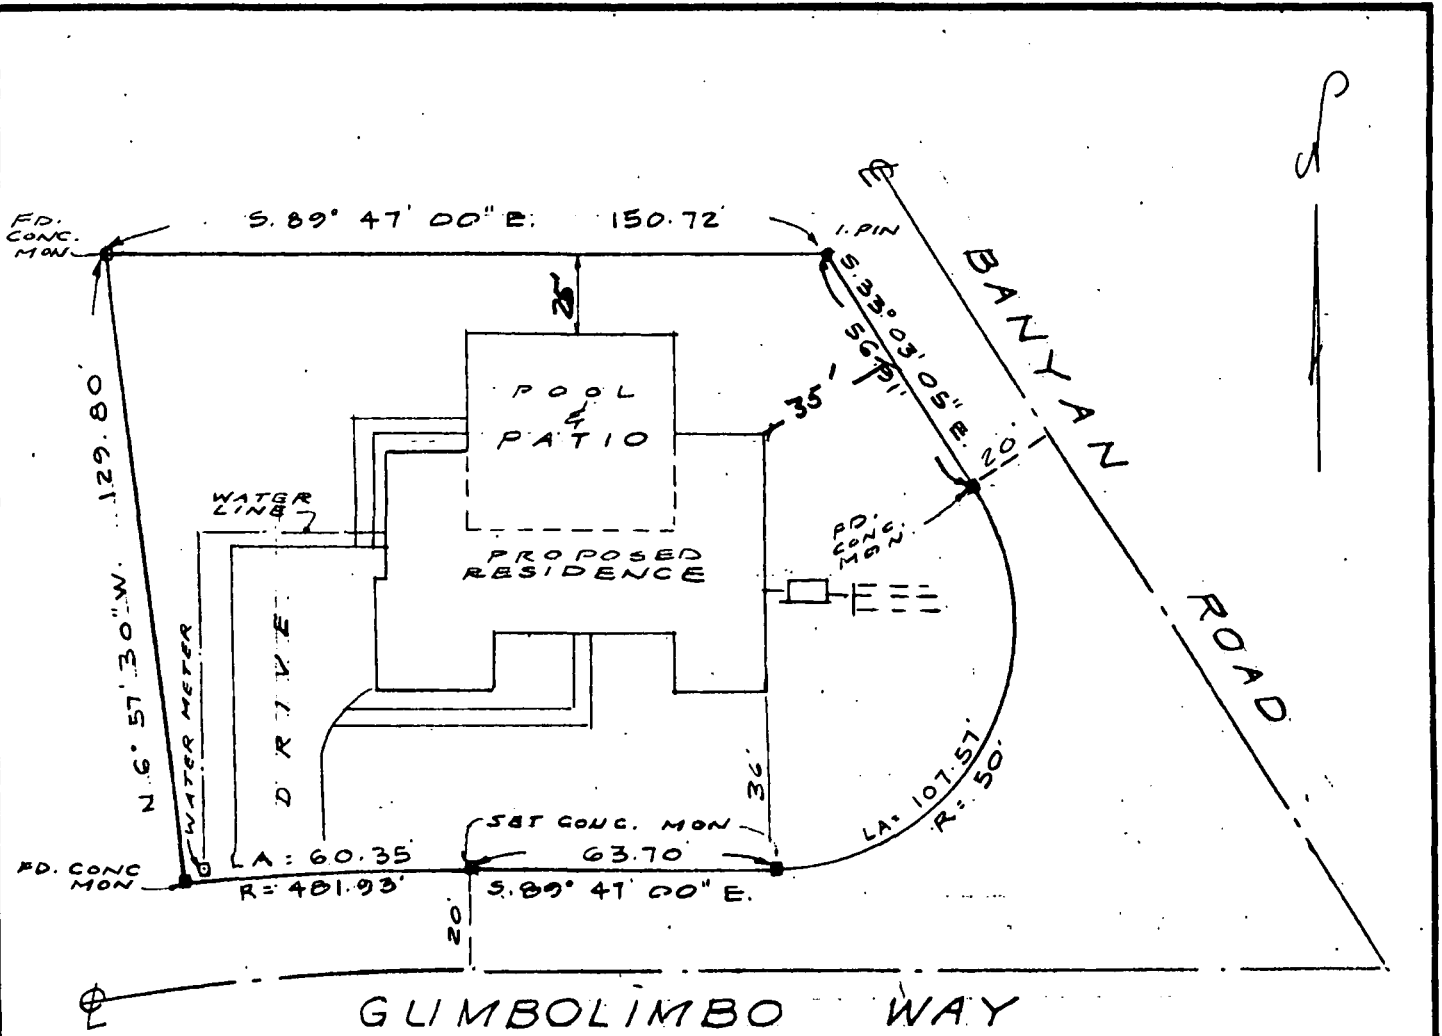 FD.
CONC.
MON
S. 89° 47' 00" E. 150.72'
I. PIN
BANYAN ROAD
S. 33° 03' 05" E.
56.91'
25'
35'
20'
POOL
&
PATIO
129.80'
N. 6° 57' 30" W.
WATER
LINE
FD.
CONC.
MON
PROPOSED
RESIDENCE
DRIVE
WATER METER
36'
LA = 107.57'
R = 50'
SET CONC. MON
LA = 60.35'
63.70'
FD. CONC
MON
R = 481.93'
S. 89° 47' 00" E.
20'
GUMBOLIMBO WAY